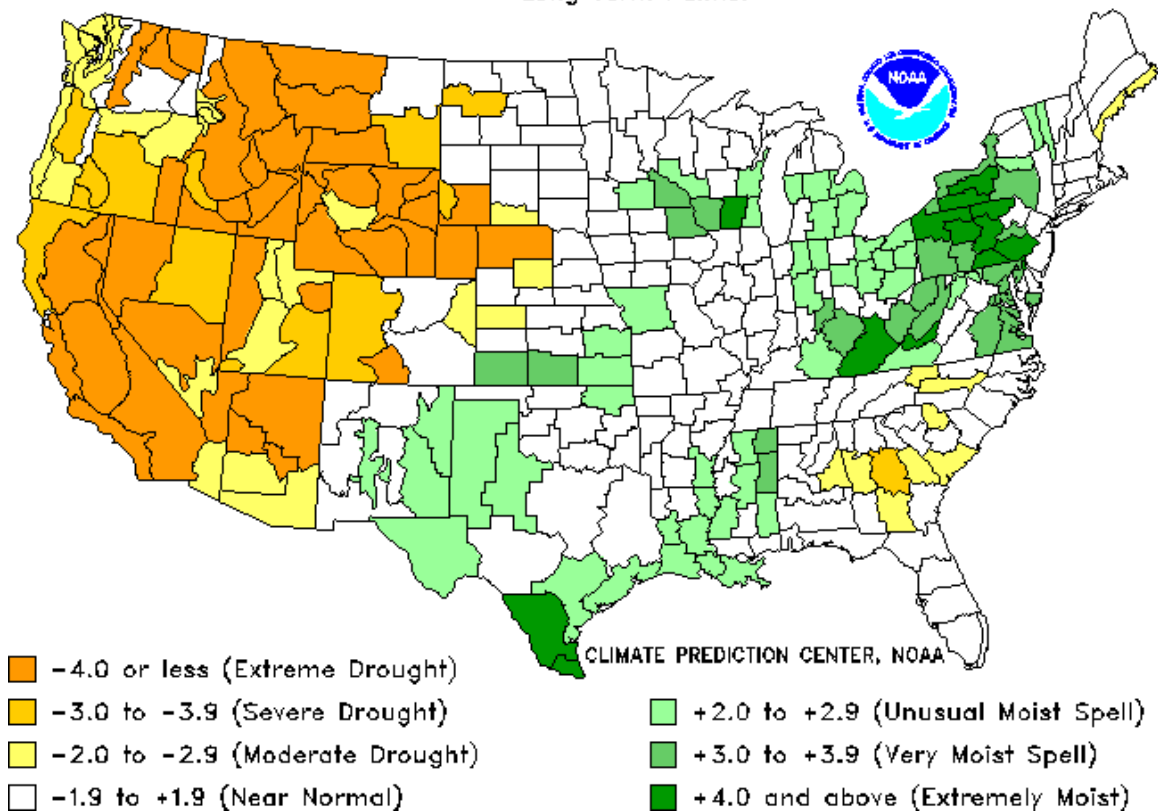 NOAA
CLIMATE PREDICTION CENTER, NOAA
-4.0 or less (Extreme Drought)
-3.0 to -3.9 (Severe Drought)
-2.0 to -2.9 (Moderate Drought)
-1.9 to +1.9 (Near Normal)
+2.0 to +2.9 (Unusual Moist Spell)
+3.0 to +3.9 (Very Moist Spell)
+4.0 and above (Extremely Moist)